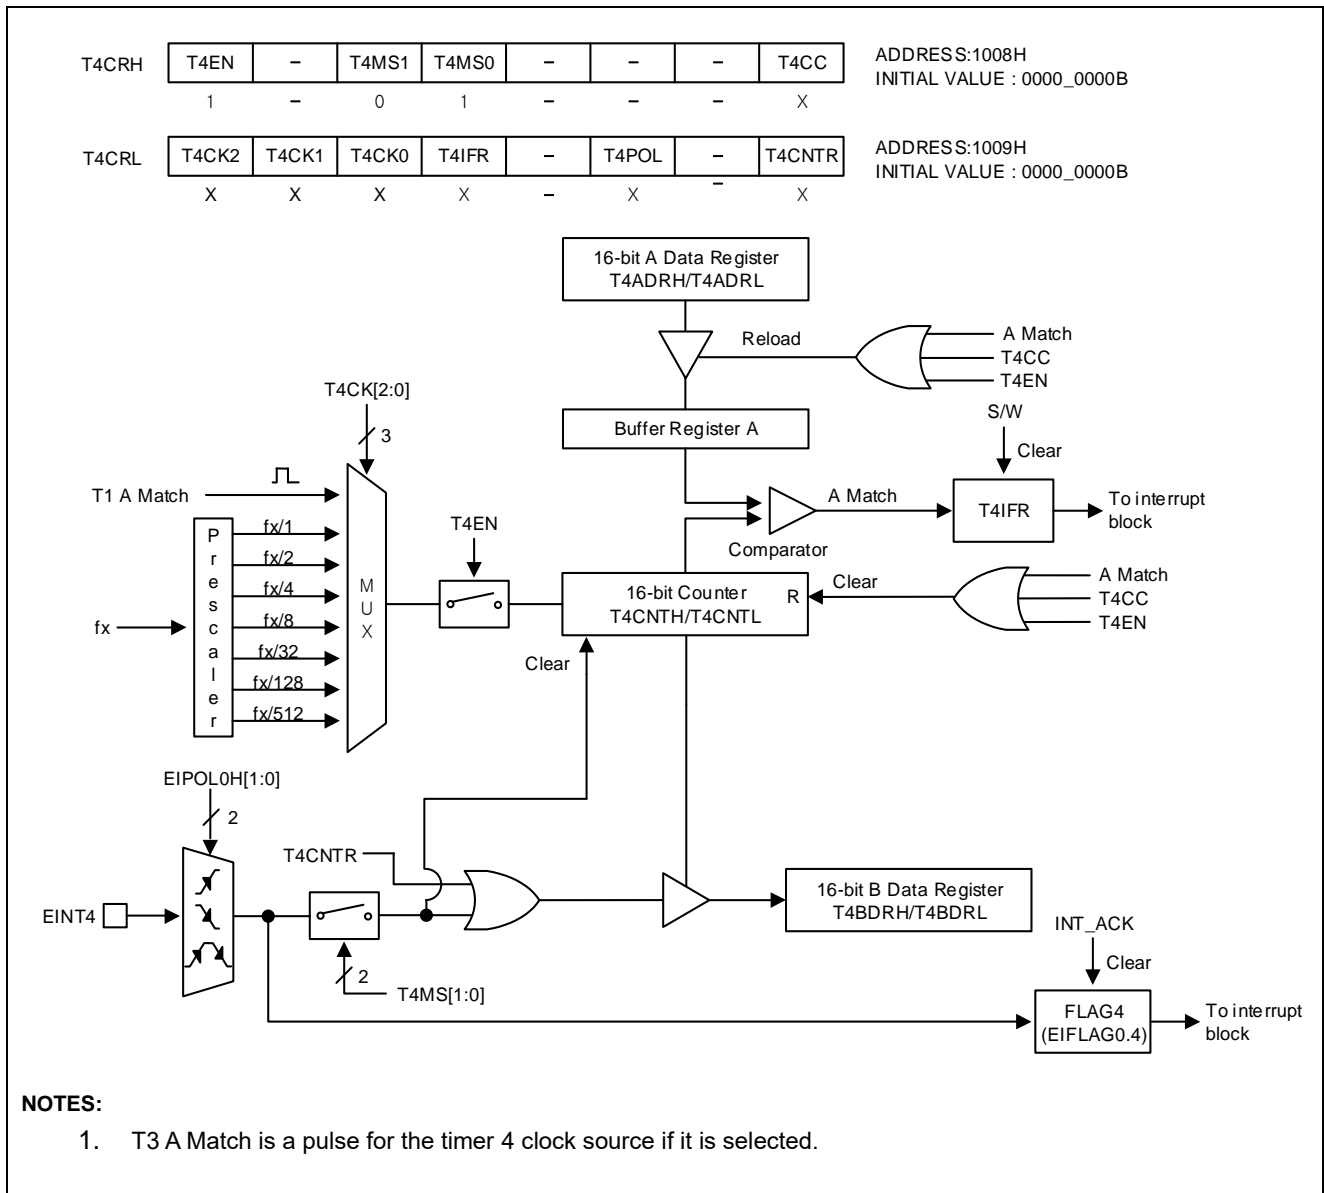 T4CRH T4EN – T4MS1 T4MS0 – – – T4CC
1 – 0 1 – – – X
ADDRESS:1008H
INITIAL VALUE : 0000_0000B
T4CRL T4CK2 T4CK1 T4CK0 T4IFR – T4POL – T4CNTR
X X X X – X – X
ADDRESS:1009H
INITIAL VALUE : 0000_0000B
16-bit A Data Register
T4ADRH/T4ADRL
Reload
A Match
T4CC
T4EN
T4CK[2:0]
3
Buffer Register A
S/W
Clear
T1 A Match
A Match
T4IFR
To interrupt
block
Comparator
Prescaler
fx
fx/1
fx/2
fx/4
fx/8
fx/32
fx/128
fx/512
MUX
T4EN
16-bit Counter
T4CNTH/T4CNTL
R
Clear
A Match
T4CC
T4EN
Clear
EIPOL0H[1:0]
2
T4CNTR
EINT4
2
T4MS[1:0]
16-bit B Data Register
T4BDRH/T4BDRL
INT_ACK
Clear
FLAG4
(EIFLAG0.4)
To interrupt
block
NOTES:
1. T3 A Match is a pulse for the timer 4 clock source if it is selected.